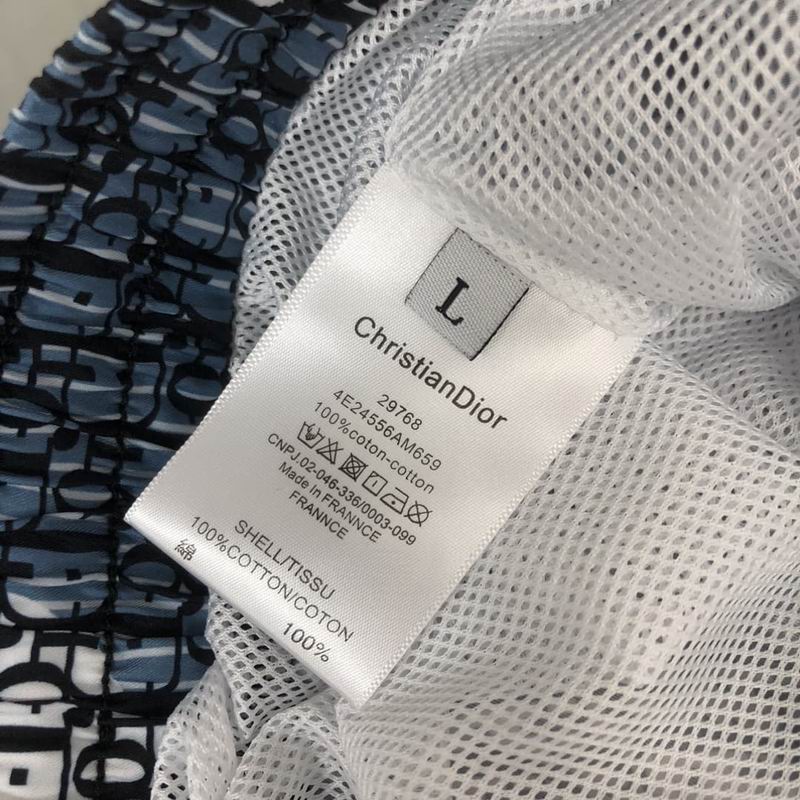 L
ChristianDior
29768
4E24556AM659
100%coton-cotton
CNPJ.02-046-336/0003-099
Made in FRANNCE
FRANNCE
SHELL/TISSU
100%COTTON/COTON
綿 100%